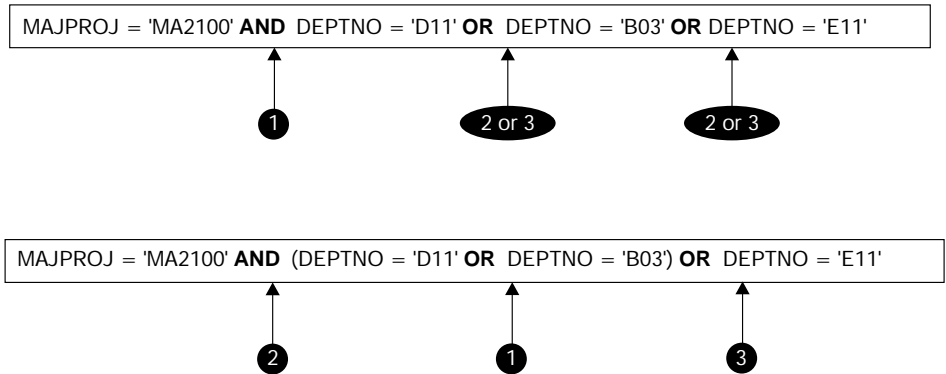 MAJPROJ = 'MA2100' AND DEPTNO = 'D11' OR DEPTNO = 'B03' OR DEPTNO = 'E11'
1 2 or 3 2 or 3
MAJPROJ = 'MA2100' AND (DEPTNO = 'D11' OR DEPTNO = 'B03') OR DEPTNO = 'E11'
2 1 3